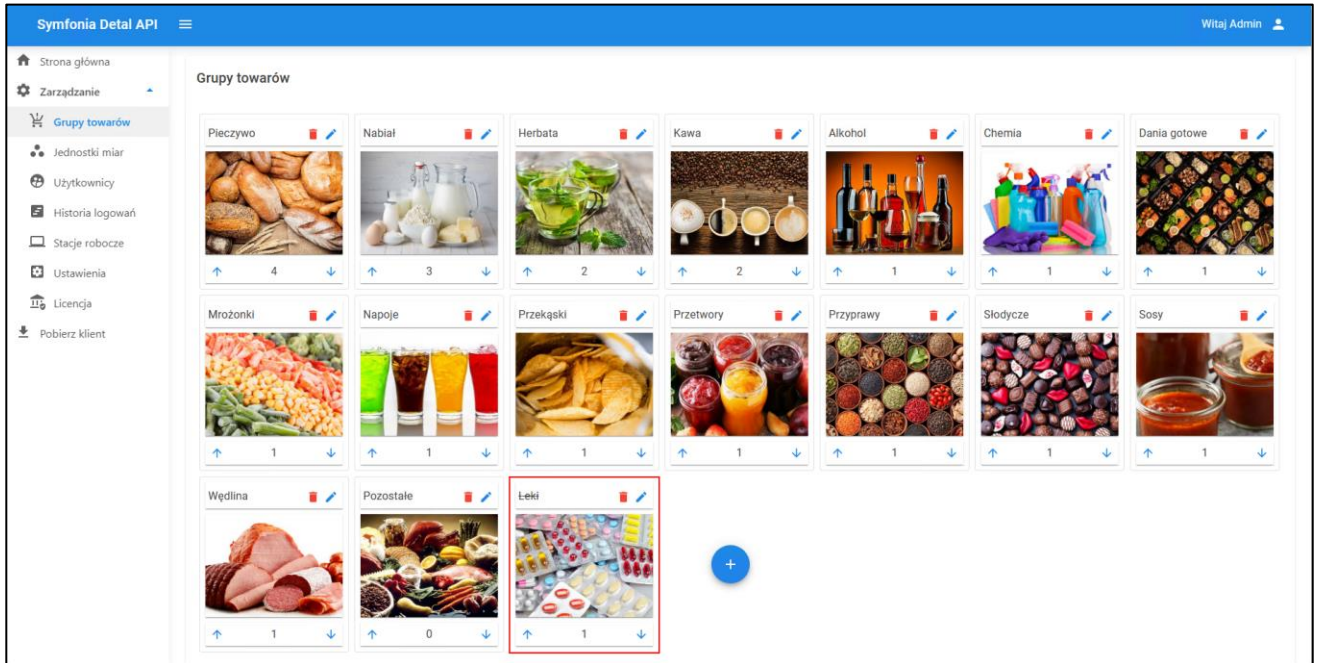 Symfonia Detal API
Witaj Admin
Strona główna
Zarządzanie
Grupy towarów
Jednostki miar
Użytkownicy
Historia logowań
Stacje robocze
Ustawienia
Licencja
Pobierz klient
Grupy towarów
Pieczywo Nabiał Herbata Kawa Alkohol Chemia Dania gotowe
4 3 2 2 1 1 1
Mrożonki Napoje Przekąski Przetwory Przyprawy Słodycze Sosy
1 1 1 1 1 1 1
Wędlina Pozostałe Leki
1 0 1
+